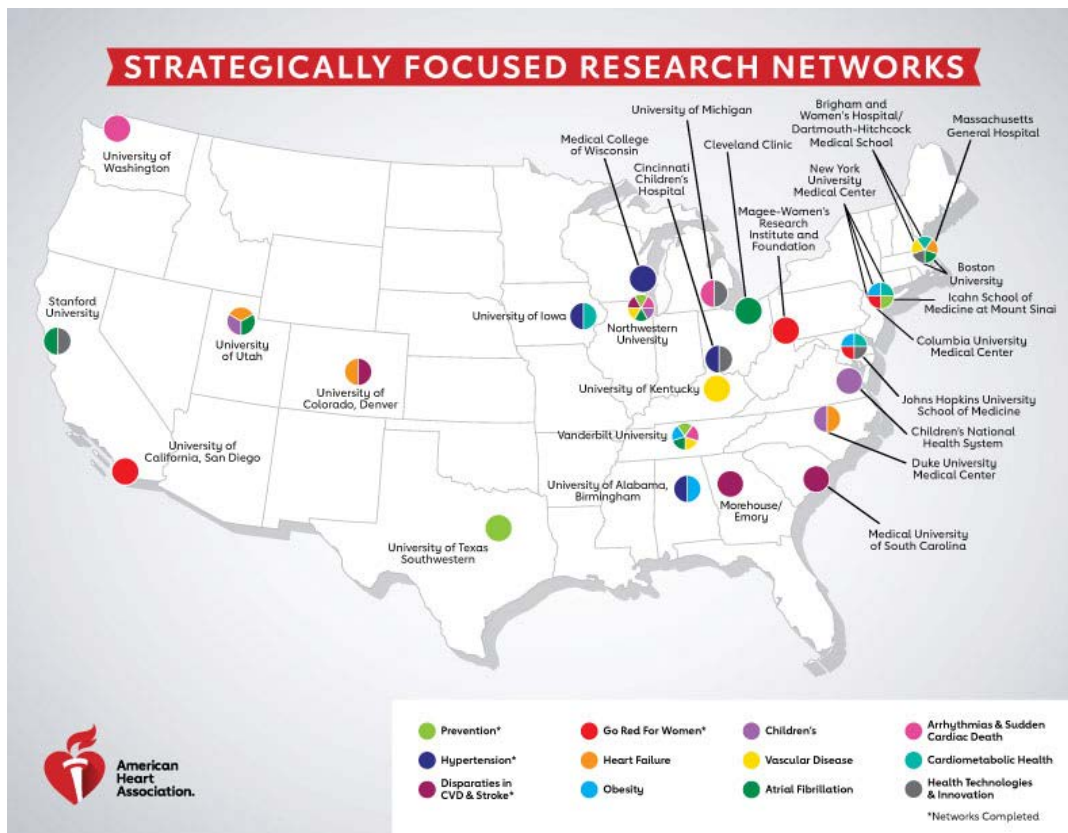 STRATEGICALLY FOCUSED RESEARCH NETWORKS
University of
Washington
Stanford
University
University
of Utah
University of
Colorado, Denver
University of
California, San Diego
University of Texas
Southwestern
Medical College
of Wisconsin
University of Michigan
Cincinnati
Children's
Hospital
Cleveland Clinic
Magee-Women's
Research
Institute and
Foundation
Brigham and
Women's Hospital/
Dartmouth-Hitchcock
Medical School
New York
University
Medical Center
Massachusetts
General Hospital
Boston
University
Icahn School of
Medicine at Mount Sinai
Columbia University
Medical Center
Johns Hopkins University
School of Medicine
Children's National
Health System
Duke University
Medical Center
Medical University
of South Carolina
University of Iowa
Northwestern
University
University of Kentucky
Vanderbilt University
University of Alabama,
Birmingham
Morehouse/
Emory
American
Heart
Association.
Prevention*
Hypertension*
Disparaties in
CVD & Stroke*
Go Red For Women*
Heart Failure
Obesity
Children's
Vascular Disease
Atrial Fibrillation
Arrhythmias & Sudden
Cardiac Death
Cardiometabolic Health
Health Technologies
& Innovation
*Networks Completed